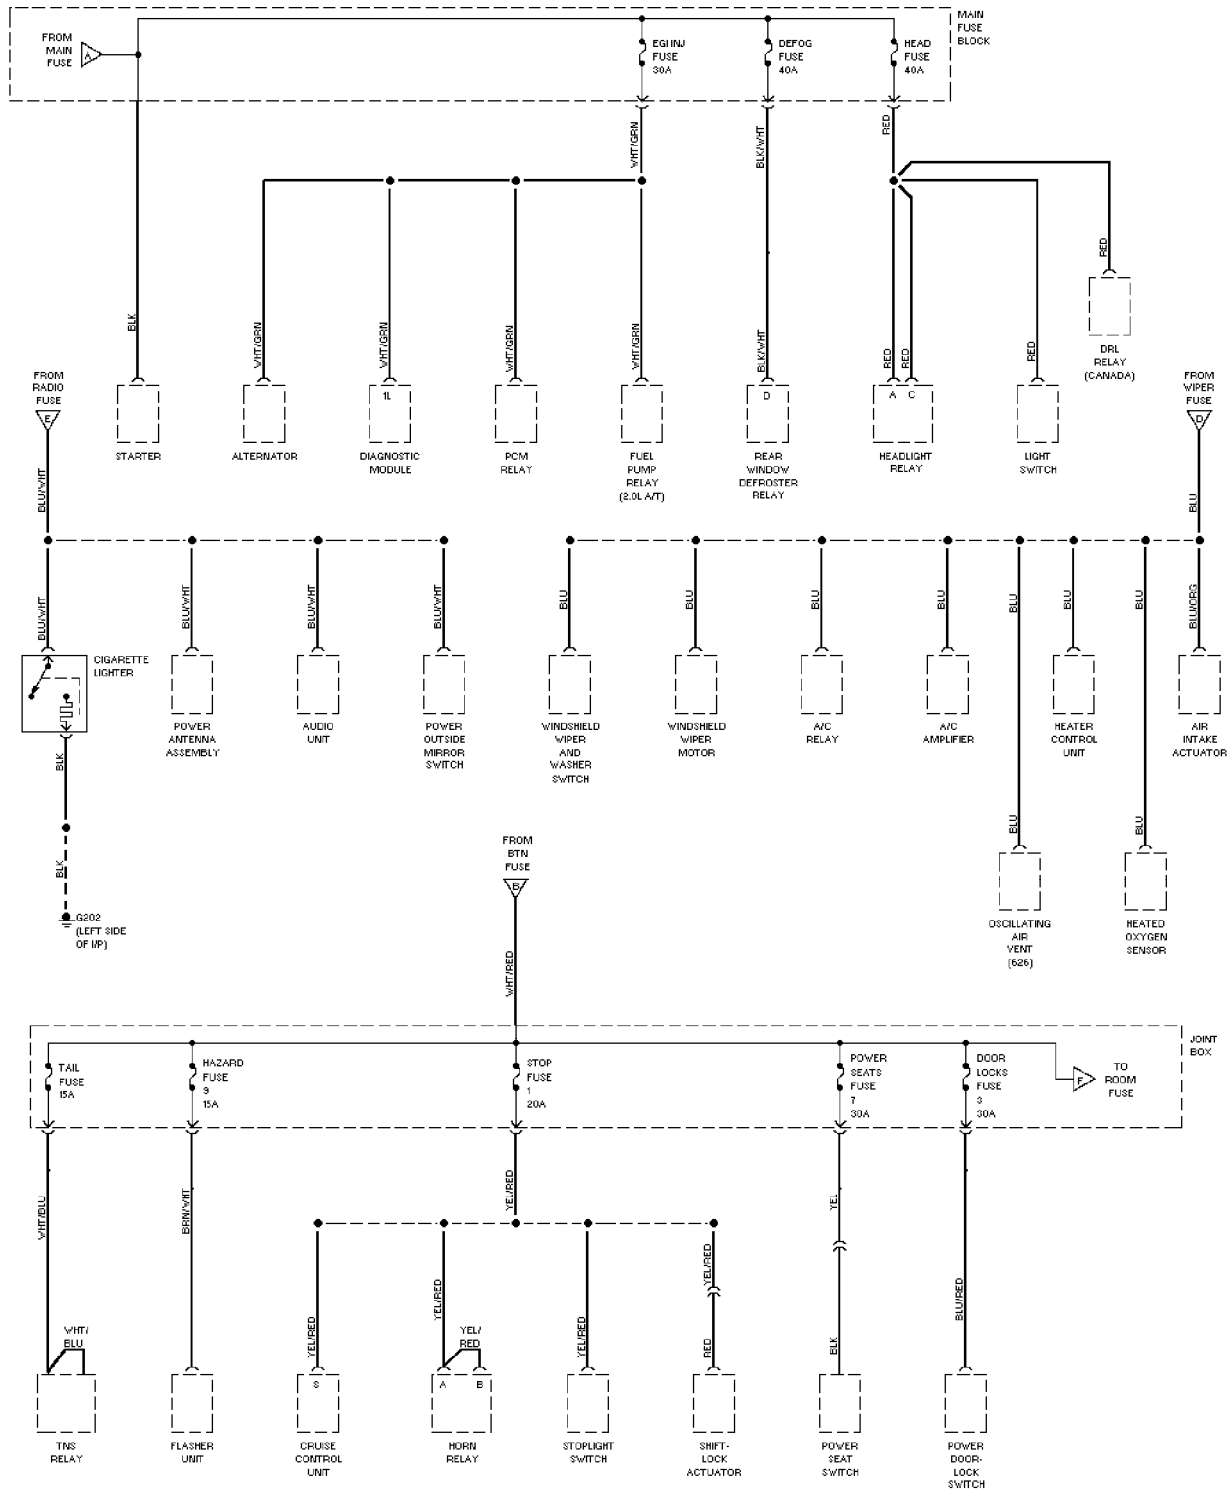 MAIN
FUSE
BLOCK
FROM
MAIN
FUSE
A
EGI INJ
FUSE
30A
DEFOG
FUSE
40A
HEAD
FUSE
40A
WHT/GRN
BLK/WHT
RED
RED
BLK
WHT/GRN
WHT/GRN
WHT/GRN
WHT/GRN
BLK/WHT
RED
RED
RED
DRL
RELAY
(CANADA)
FROM
RADIO
FUSE
E
FROM
WIPER
FUSE
D
1L
D
A C
STARTER
ALTERNATOR
DIAGNOSTIC
MODULE
PCM
RELAY
FUEL
PUMP
RELAY
(2.0L A/T)
REAR
WINDOW
DEFROSTER
RELAY
HEADLIGHT
RELAY
LIGHT
SWITCH
BLU/WHT
BLU
BLU/WHT
BLU/WHT
BLU/WHT
BLU/WHT
BLU
BLU
BLU
BLU
BLU
BLU
BLU
BLU/ORG
CIGARETTE
LIGHTER
POWER
ANTENNA
ASSEMBLY
AUDIO
UNIT
POWER
OUTSIDE
MIRROR
SWITCH
WINDSHIELD
WIPER
AND
WASHER
SWITCH
WINDSHIELD
WIPER
MOTOR
A/C
RELAY
A/C
AMPLIFIER
HEATER
CONTROL
UNIT
AIR
INTAKE
ACTUATOR
BLK
BLK
G202
(LEFT SIDE
OF I/P)
BLU
BLU
OSCILLATING
AIR
VENT
(626)
HEATED
OXYGEN
SENSOR
FROM
BTN
FUSE
B
WHT/RED
JOINT
BOX
TAIL
FUSE
15A
HAZARD
FUSE
9
15A
STOP
FUSE
1
20A
POWER
SEATS
FUSE
7
30A
DOOR
LOCKS
FUSE
3
30A
F
TO
ROOM
FUSE
WHT/BLU
BRN/WHT
YEL/RED
YEL
YEL/RED
YEL/RED
YEL/RED
YEL/RED
RED
BLK
BLU/RED
WHT/
BLU
YEL/
RED
S
A B
TNS
RELAY
FLASHER
UNIT
CRUISE
CONTROL
UNIT
HORN
RELAY
STOPLIGHT
SWITCH
SHIFT-
LOCK
ACTUATOR
POWER
SEAT
SWITCH
POWER
DOOR-
LOCK
SWITCH